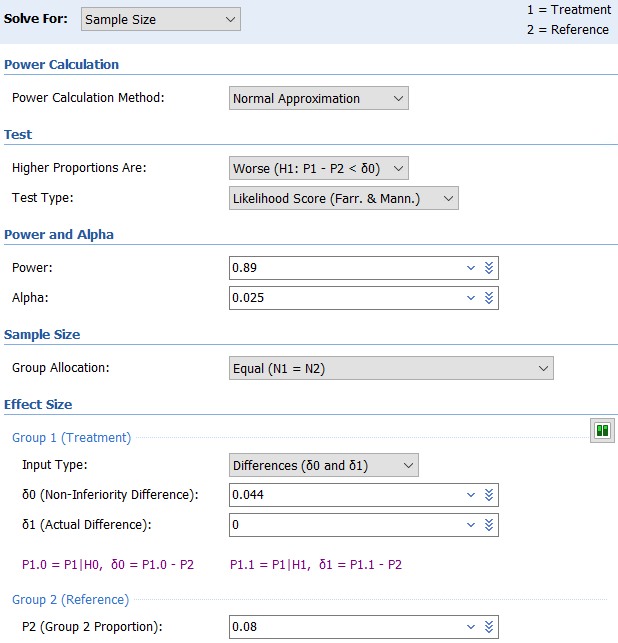 Solve For: Sample Size
1 = Treatment
2 = Reference
Power Calculation
Power Calculation Method: Normal Approximation
Test
Higher Proportions Are: Worse (H1: P1 - P2 < δ0)
Test Type: Likelihood Score (Farr. & Mann.)
Power and Alpha
Power: 0.89
Alpha: 0.025
Sample Size
Group Allocation: Equal (N1 = N2)
Effect Size
Group 1 (Treatment)
Input Type: Differences (δ0 and δ1)
δ0 (Non-Inferiority Difference): 0.044
δ1 (Actual Difference): 0
P1.0 = P1|H0, δ0 = P1.0 - P2 P1.1 = P1|H1, δ1 = P1.1 - P2
Group 2 (Reference)
P2 (Group 2 Proportion): 0.08